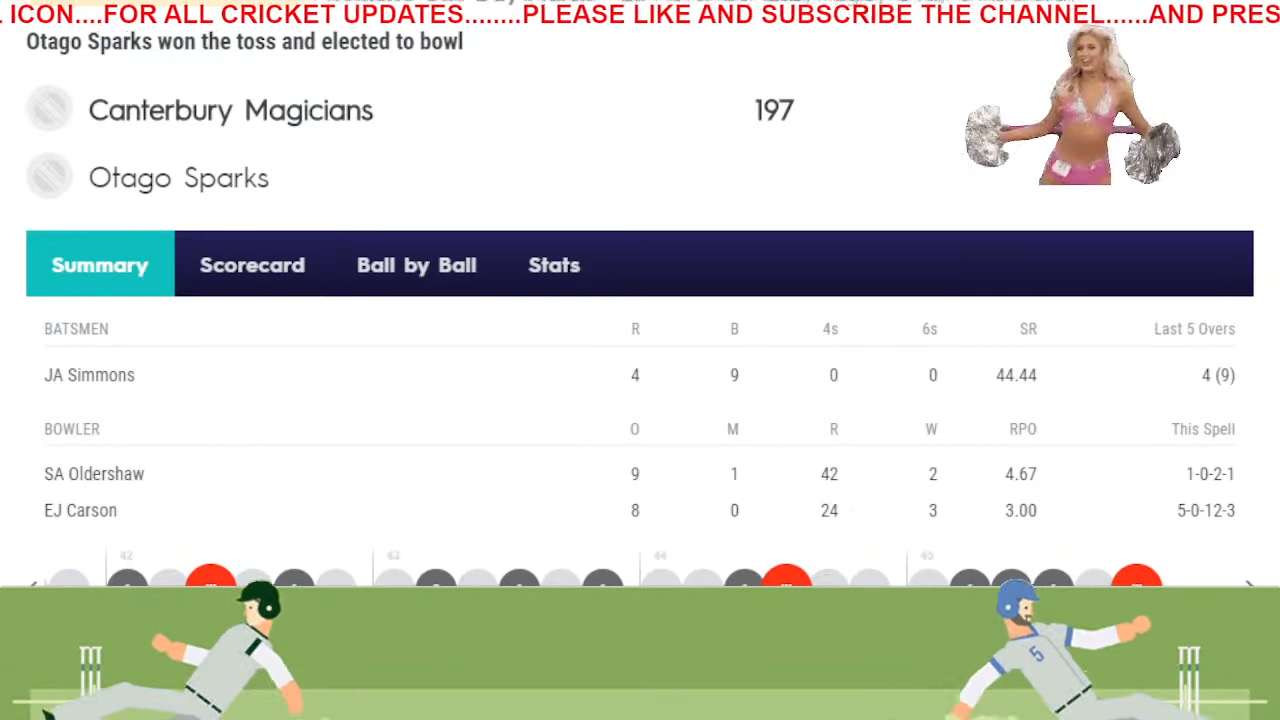 ICON....FOR ALL CRICKET UPDATES........PLEASE LIKE AND SUBSCRIBE THE CHANNEL......AND PRES
Otago Sparks won the toss and elected to bowl
Canterbury Magicians 197
Otago Sparks
Summary Scorecard Ball by Ball Stats
BATSMEN R B 4s 6s SR Last 5 Overs
JA Simmons 4 9 0 0 44.44 4 (9)
BOWLER O M R W RPO This Spell
SA Oldershaw 9 1 42 2 4.67 1-0-2-1
EJ Carson 8 0 24 3 3.00 5-0-12-3
42 43 44 45
5